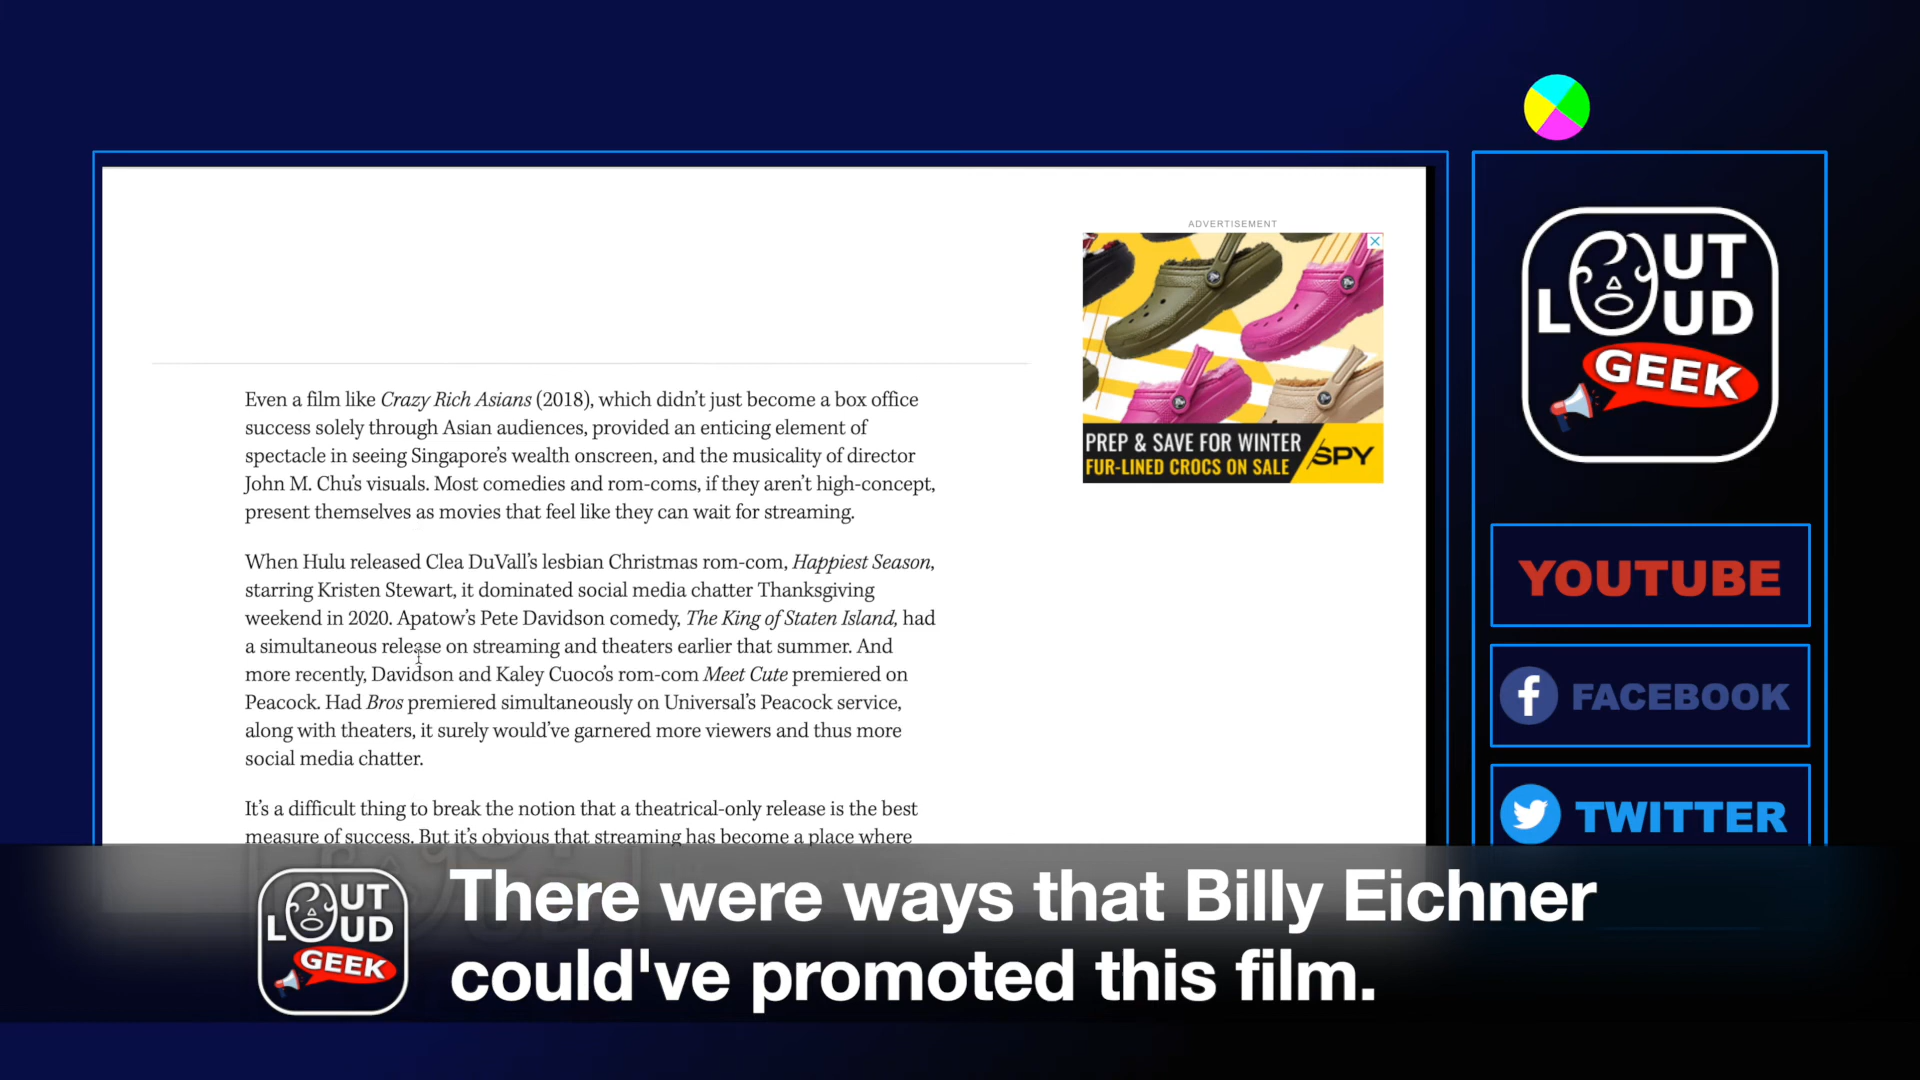 ADVERTISEMENT
PREP & SAVE FOR WINTER
FUR-LINED CROCS ON SALE
SPY
Even a film like Crazy Rich Asians (2018), which didn’t just become a box office
success solely through Asian audiences, provided an enticing element of
spectacle in seeing Singapore’s wealth onscreen, and the musicality of director
John M. Chu’s visuals. Most comedies and rom-coms, if they aren’t high-concept,
present themselves as movies that feel like they can wait for streaming.
When Hulu released Clea DuVall’s lesbian Christmas rom-com, Happiest Season,
starring Kristen Stewart, it dominated social media chatter Thanksgiving
weekend in 2020. Apatow’s Pete Davidson comedy, The King of Staten Island, had
a simultaneous release on streaming and theaters earlier that summer. And
more recently, Davidson and Kaley Cuoco’s rom-com Meet Cute premiered on
Peacock. Had Bros premiered simultaneously on Universal’s Peacock service,
along with theaters, it surely would’ve garnered more viewers and thus more
social media chatter.
It’s a difficult thing to break the notion that a theatrical-only release is the best
measure of success. But it’s obvious that streaming has become a place where
OUT
LOUD
GEEK
YOUTUBE
f FACEBOOK
TWITTER
OUT
LOUD
GEEK
There were ways that Billy Eichner
could've promoted this film.